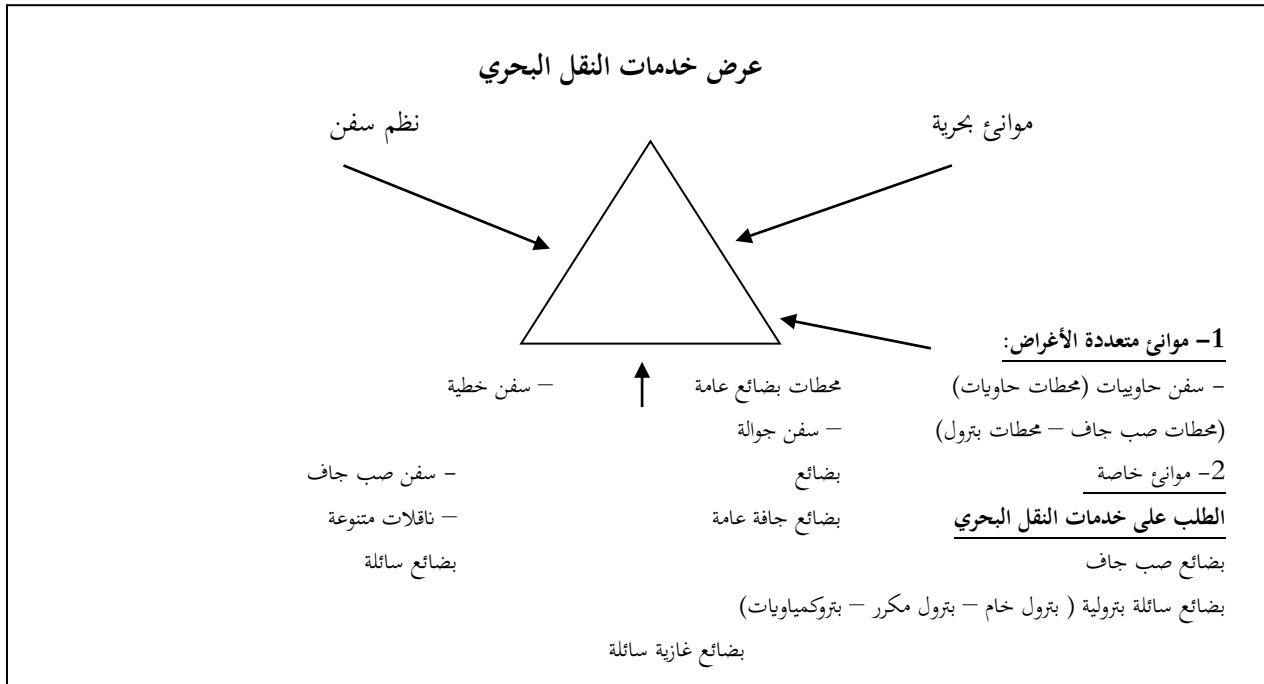 عرض خدمات النقل البحري
موانئ بحرية نظم سفن
1- موانئ متعددة الأغراض:
- سفن حاوييات (محطات حاويات) محطات بضائع عامة – سفن خطية
(محطات صب جاف – محطات بترول) – سفن جوالة
2- موانئ خاصة بضائع - سفن صب جاف
الطلب على خدمات النقل البحري بضائع جافة عامة – ناقلات متنوعة
بضائع صب جاف بضائع سائلة
بضائع سائلة بترولية ( بترول خام – بترول مكرر – بتروكمياويات)
بضائع غازية سائلة